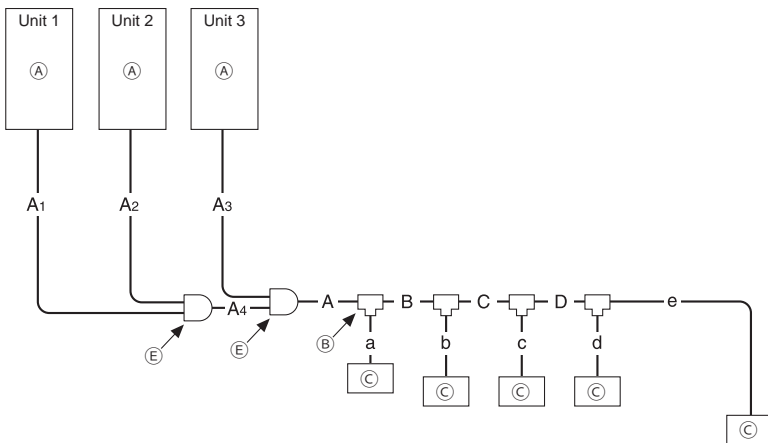 Unit 1 Unit 2 Unit 3
Ⓐ Ⓐ Ⓐ
A1 A2 A3
A4 A B C D e
Ⓔ Ⓔ Ⓑ a b c d
Ⓒ Ⓒ Ⓒ Ⓒ
Ⓒ